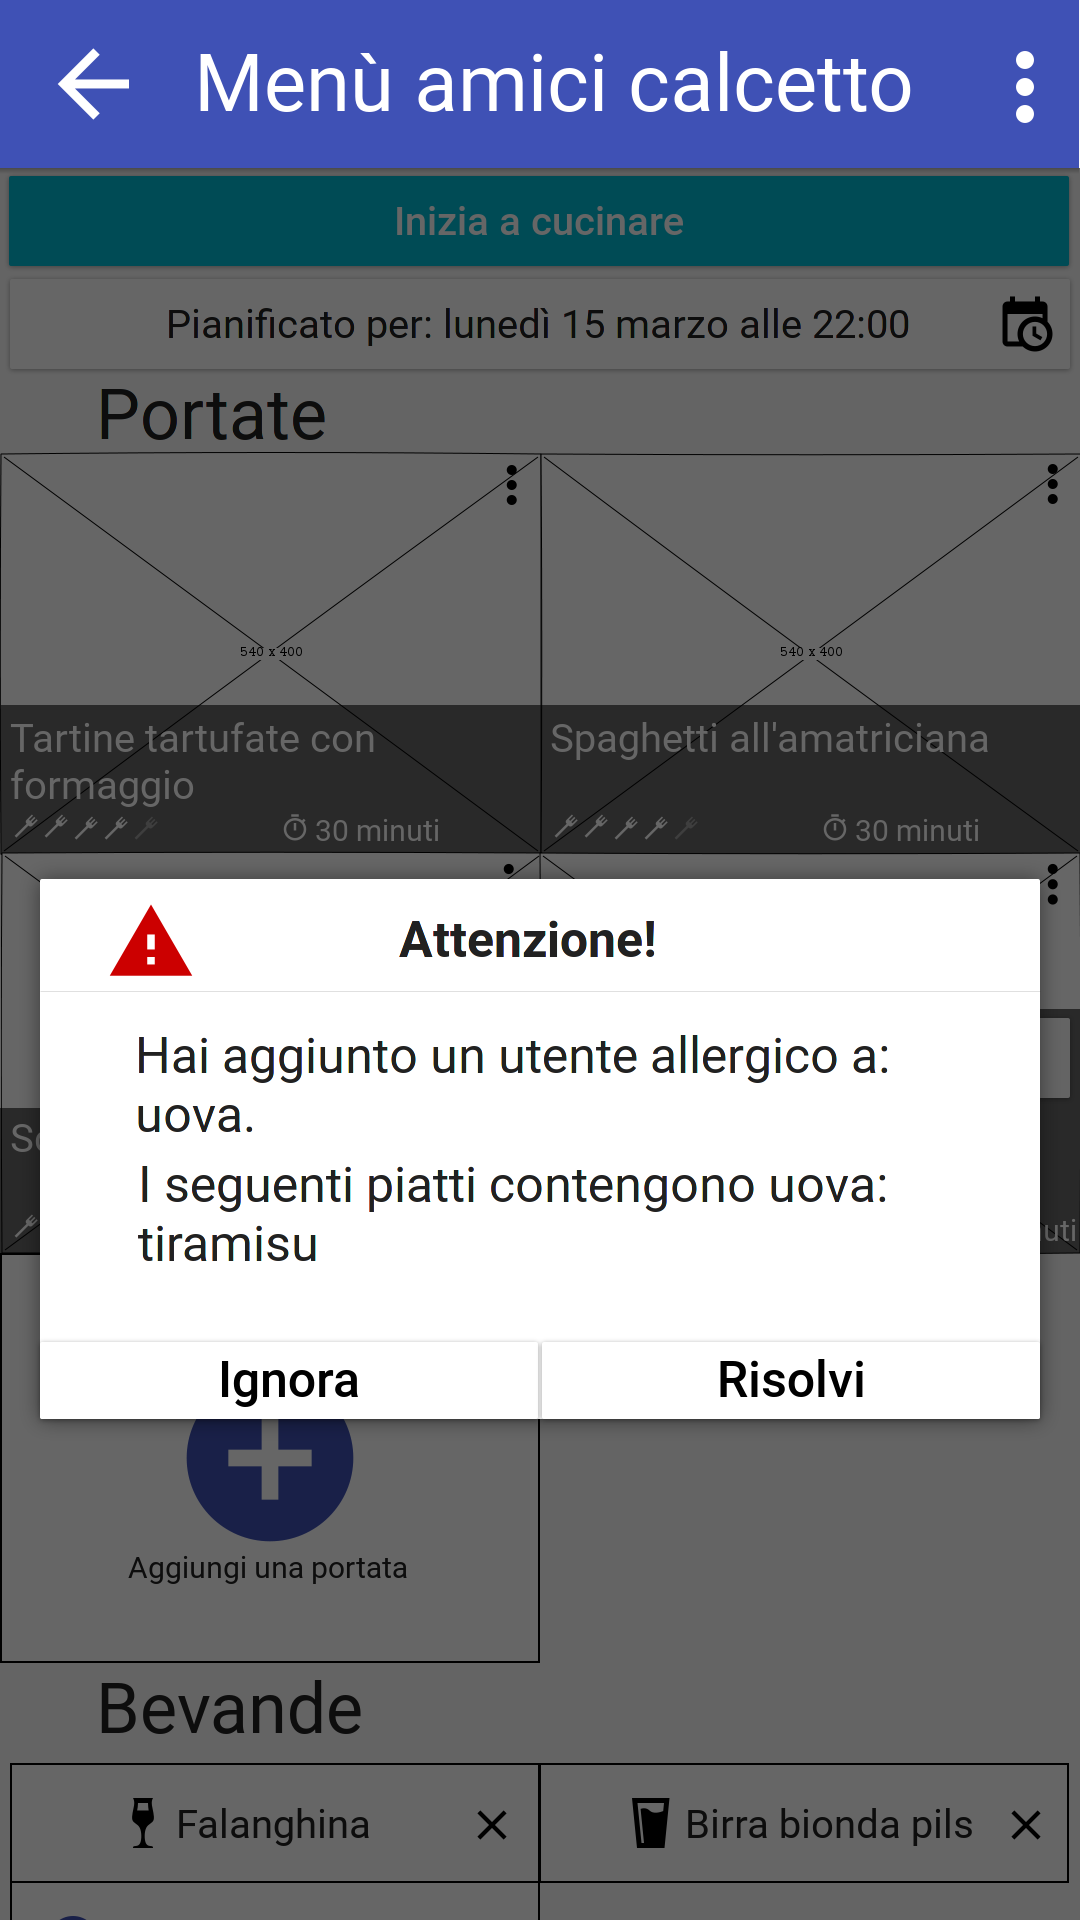 Menù amici calcetto
Inizia a cucinare
Pianificato per: lunedì 15 marzo alle 22:00
Portate
540 x 400
540 x 400
Tartine tartufate con
formaggio
30 minuti
Spaghetti all'amatriciana
30 minuti
Attenzione!
Hai aggiunto un utente allergico a:
uova.
I seguenti piatti contengono uova:
tiramisu
Ignora
Risolvi
Aggiungi una portata
Bevande
Falanghina
Birra bionda pils